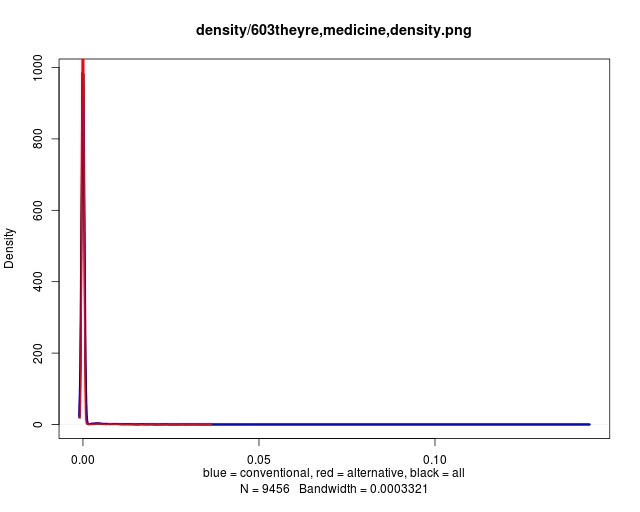 density/603theyre,medicine,density.png
Density
1000
800
600
400
200
0
0.00 0.05 0.10
blue = conventional, red = alternative, black = all
N = 9456 Bandwidth = 0.0003321